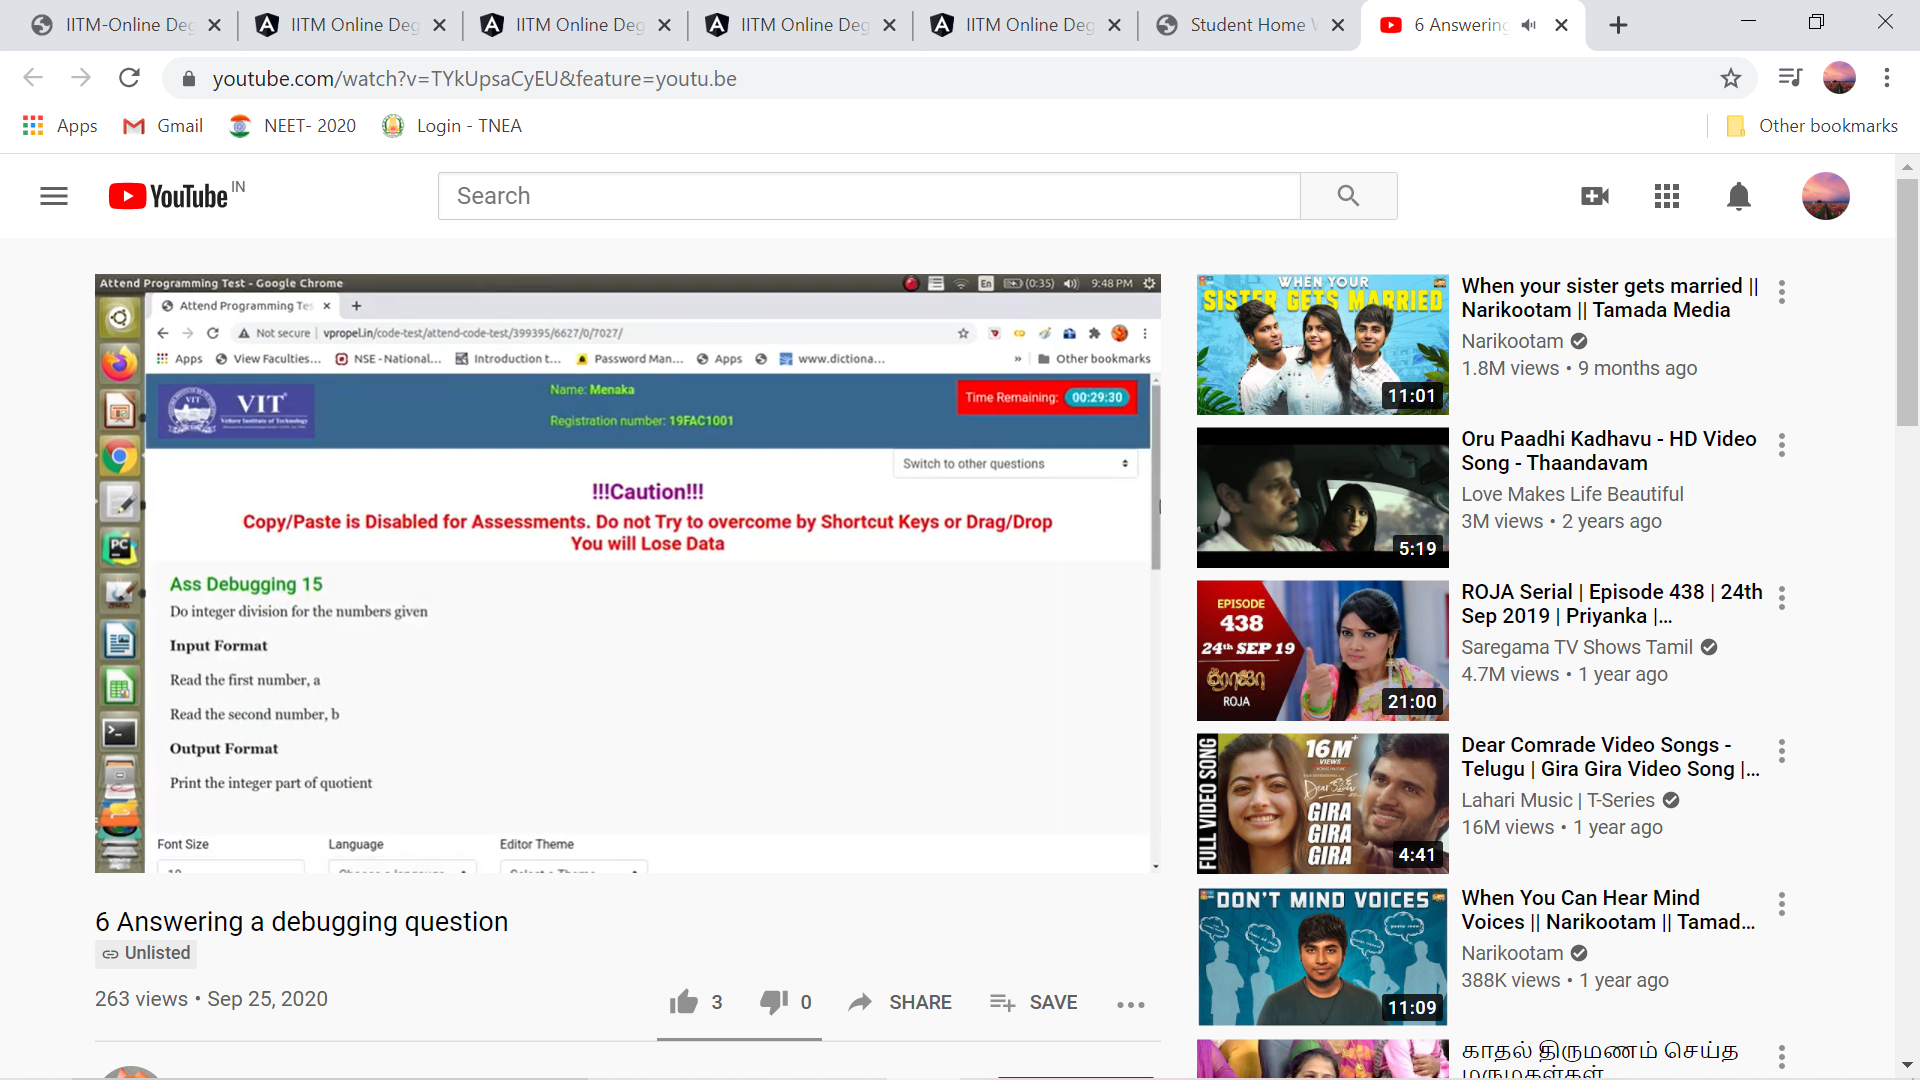 IITM-Online Deg
IITM Online Deg
IITM Online Deg
IITM Online Deg
IITM Online Deg
Student Home V
6 Answering
youtube.com/watch?v=TYkUpsaCyEU&feature=youtu.be
Apps
Gmail
NEET- 2020
Login - TNEA
Other bookmarks
YouTube IN
Search
Attend Programming Test - Google Chrome
En
(0:35)
9:48 PM
Attend Programming Tes
Not secure | vpropel.in/code-test/attend-code-test/399395/6627/0/7027/
Apps
View Faculties...
NSE - National...
Introduction t...
Password Man...
Apps
www.dictiona...
»
Other bookmarks
VIT
Vellore Institute of Technology
Name: Menaka
Registration number: 19FAC1001
Time Remaining: 00:29:30
Switch to other questions
!!!Caution!!!
Copy/Paste is Disabled for Assessments. Do not Try to overcome by Shortcut Keys or Drag/Drop
You will Lose Data
Ass Debugging 15
Do integer division for the numbers given
Input Format
Read the first number, a
Read the second number, b
Output Format
Print the integer part of quotient
Font Size
Language
Editor Theme
6 Answering a debugging question
Unlisted
263 views • Sep 25, 2020
3
0
SHARE
SAVE
WHEN YOUR
SISTER GETS MARRIED
11:01
When your sister gets married ||
Narikootam || Tamada Media
Narikootam
1.8M views • 9 months ago
5:19
Oru Paadhi Kadhavu - HD Video
Song - Thaandavam
Love Makes Life Beautiful
3M views • 2 years ago
EPISODE
438
24th SEP 19
ரோஜா
ROJA
21:00
ROJA Serial | Episode 438 | 24th
Sep 2019 | Priyanka |...
Saregama TV Shows Tamil
4.7M views • 1 year ago
FULL VIDEO SONG
16M+
VIEWS
Dear Comrade
GIRA
GIRA
GIRA
4:41
Dear Comrade Video Songs -
Telugu | Gira Gira Video Song |...
Lahari Music | T-Series
16M views • 1 year ago
DON'T MIND VOICES
11:09
When You Can Hear Mind
Voices || Narikootam || Tamad...
Narikootam
388K views • 1 year ago
காதல் திருமணம் செய்த
மருமகள்கள்